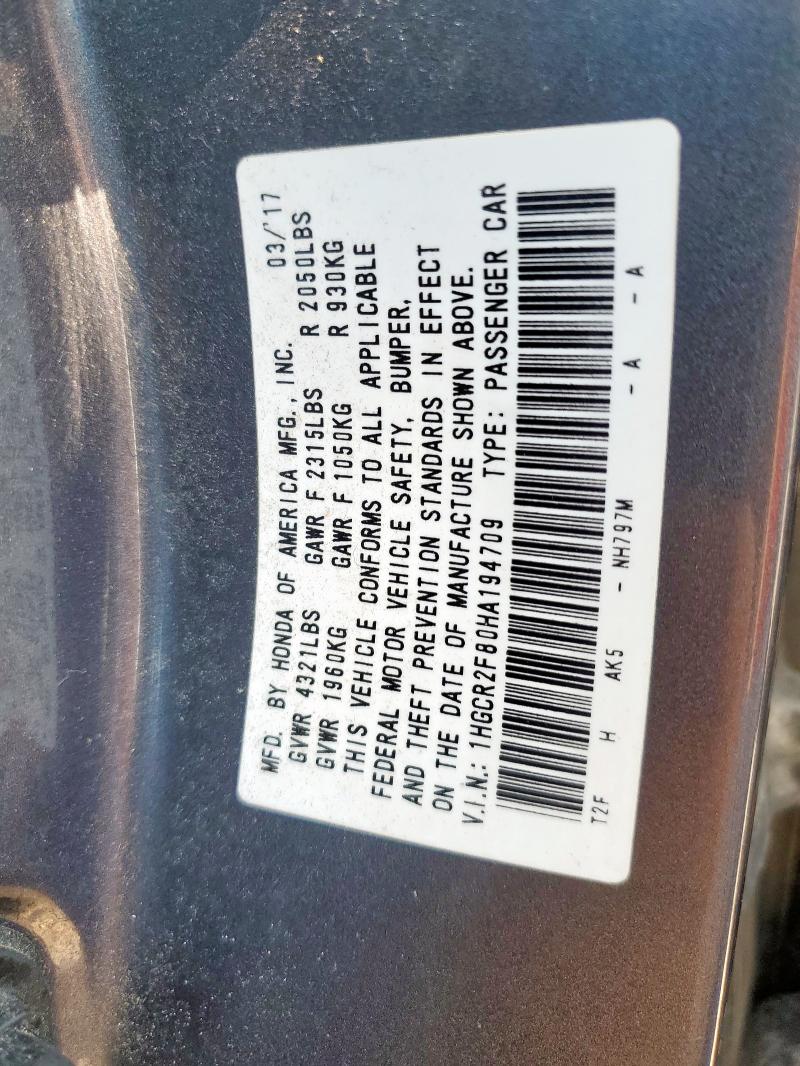 MFD. BY HONDA OF AMERICA MFG., INC. 03/'17
GVWR 4321LBS GAWR F 2315LBS R 2050LBS
GVWR 1960KG GAWR F 1050KG R 930KG
THIS VEHICLE CONFORMS TO ALL APPLICABLE
FEDERAL MOTOR VEHICLE SAFETY, BUMPER,
AND THEFT PREVENTION STANDARDS IN EFFECT
ON THE DATE OF MANUFACTURE SHOWN ABOVE.
V.I.N.: 1HGCR2F80HA194709 TYPE: PASSENGER CAR
T2F H AK5 - NH797M - A - A